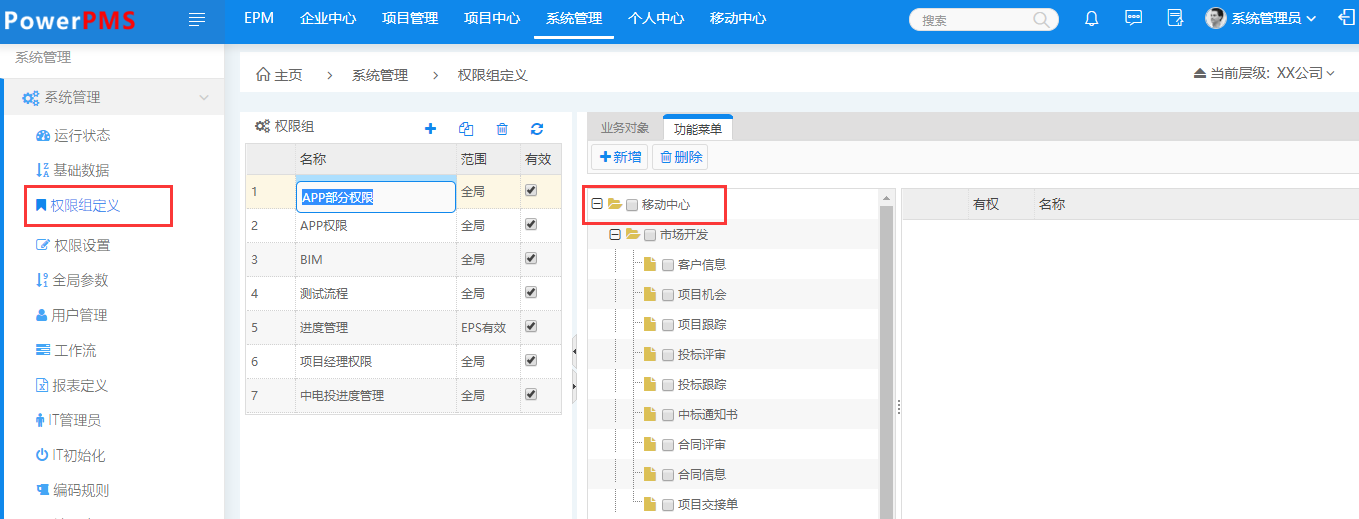 PowerPMS
EPM 企业中心 项目管理 项目中心 系统管理 个人中心 移动中心
搜索
系统管理员
系统管理
系统管理
运行状态
基础数据
权限组定义
权限设置
全局参数
用户管理
工作流
报表定义
IT管理员
IT初始化
编码规则
主页 > 系统管理 > 权限组定义
当前层级: XX公司
权限组
名称 范围 有效
1 APP部分权限 全局
2 APP权限 全局
3 BIM 全局
4 测试流程 全局
5 进度管理 EPS有效
6 项目经理权限 全局
7 中电投进度管理 全局
业务对象 功能菜单
新增 删除
移动中心
市场开发
客户信息
项目机会
项目跟踪
投标评审
投标跟踪
中标通知书
合同评审
合同信息
项目交接单
有权 名称